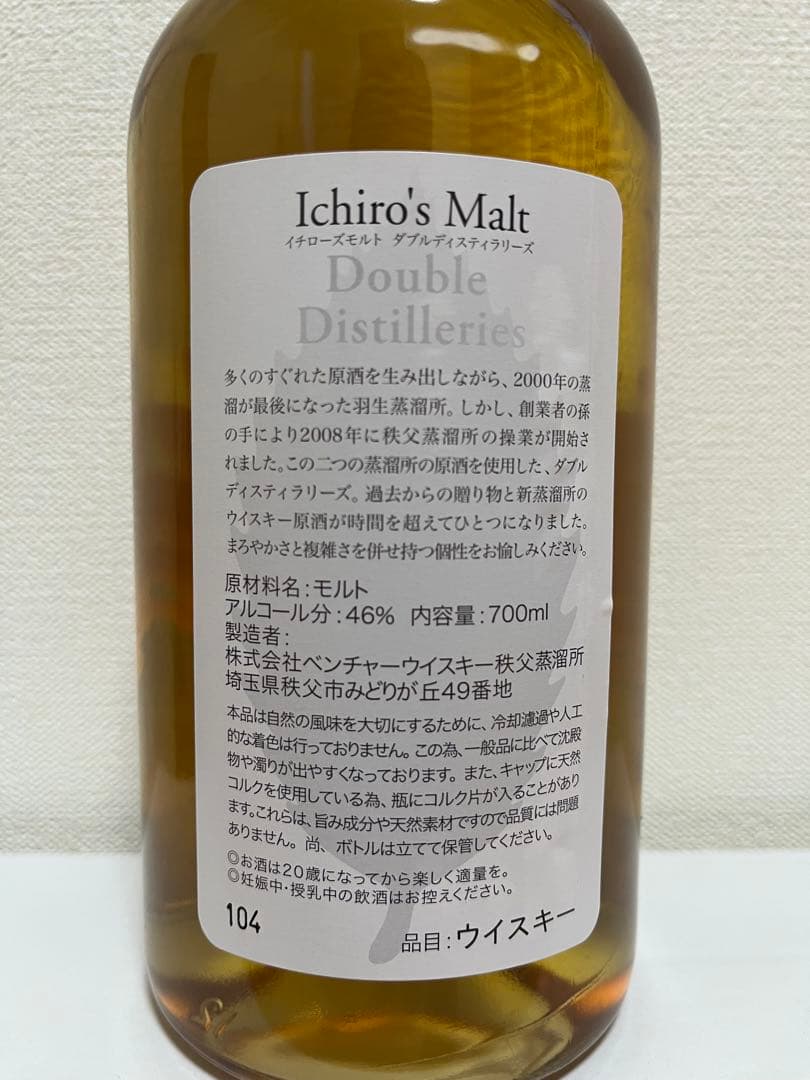 Ichiro's Malt
イチローズモルト ダブルディスティラリーズ
Double
Distilleries
多くのすぐれた原酒を生み出しながら、2000年の蒸
溜が最後になった羽生蒸溜所。しかし、創業者の孫
の手により2008年に秩父蒸溜所の操業が開始さ
れました。この二つの蒸溜所の原酒を使用した、ダブル
ディスティラリーズ。過去からの贈り物と新蒸溜所の
ウイスキー原酒が時間を超えてひとつになりました。
まろやかさと複雑さを併せ持つ個性をお愉しみください。
原材料名:モルト
アルコール分:46% 内容量:700ml
製造者:
株式会社ベンチャーウイスキー秩父蒸溜所
埼玉県秩父市みどりが丘49番地
本品は自然の風味を大切にするために、冷却濾過や人工
的な着色は行っておりません。この為、一般品に比べて沈殿
物や濁りが出やすくなっております。また、キャップに天然
コルクを使用している為、瓶にコルク片が入ることがあり
ます。これらは、旨み成分や天然素材ですので品質には問題
ありません。尚、ボトルは立てて保管してください。
◎お酒は20歳になってから楽しく適量を。
◎妊娠中・授乳中の飲酒はお控えください。
104
品目:ウイスキー